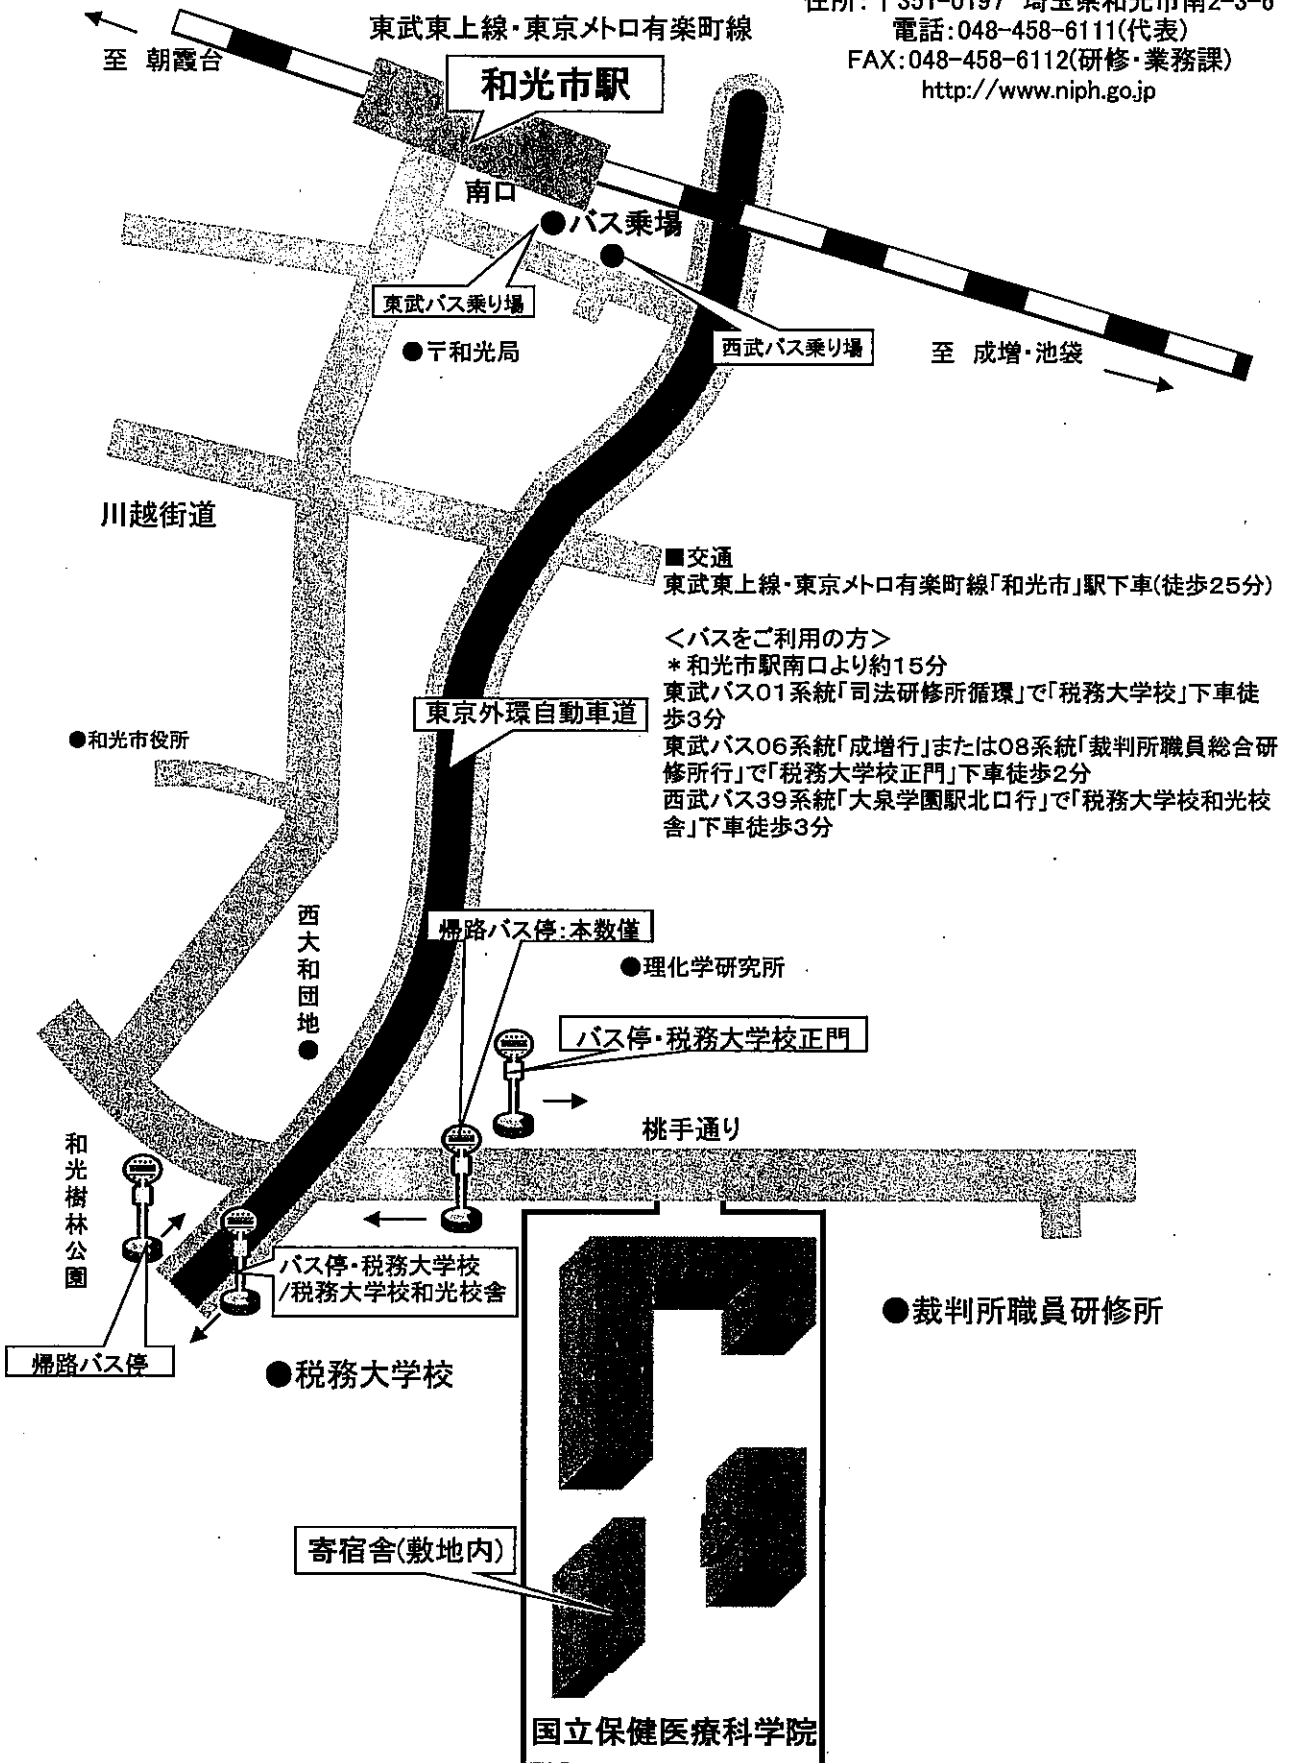 住所：〒351-0197 埼玉県和光市南2-3-6
電話：048-458-6111(代表)
FAX：048-458-6112(研修・業務課)
http://www.niph.go.jp
東武東上線・東京メトロ有楽町線
至 朝霞台
和光市駅
南口
●バス乗場
東武バス乗り場
西武バス乗り場
●〒和光局
至 成増・池袋
川越街道
■交通
東武東上線・東京メトロ有楽町線「和光市」駅下車(徒歩25分)
＜バスをご利用の方＞
＊和光市駅南口より約15分
東武バス01系統「司法研修所循環」で「税務大学校」下車徒
歩3分
東武バス06系統「成増行」または08系統「裁判所職員総合研
修所行」で「税務大学校正門」下車徒歩2分
西武バス39系統「大泉学園駅北口行」で「税務大学校和光校
舎」下車徒歩3分
東京外環自動車道
●和光市役所
西大和団地●
帰路バス停：本数僅
●理化学研究所
バス停・税務大学校正門
桃手通り
和光樹林公園
バス停・税務大学校
/税務大学校和光校舎
帰路バス停
●税務大学校
●裁判所職員研修所
寄宿舎(敷地内)
国立保健医療科学院